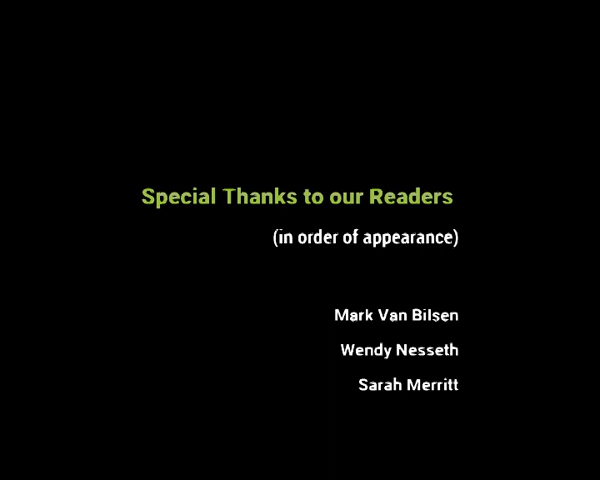 Special Thanks to our Readers
(in order of appearance)
Mark Van Bilsen
Wendy Nesseth
Sarah Merritt